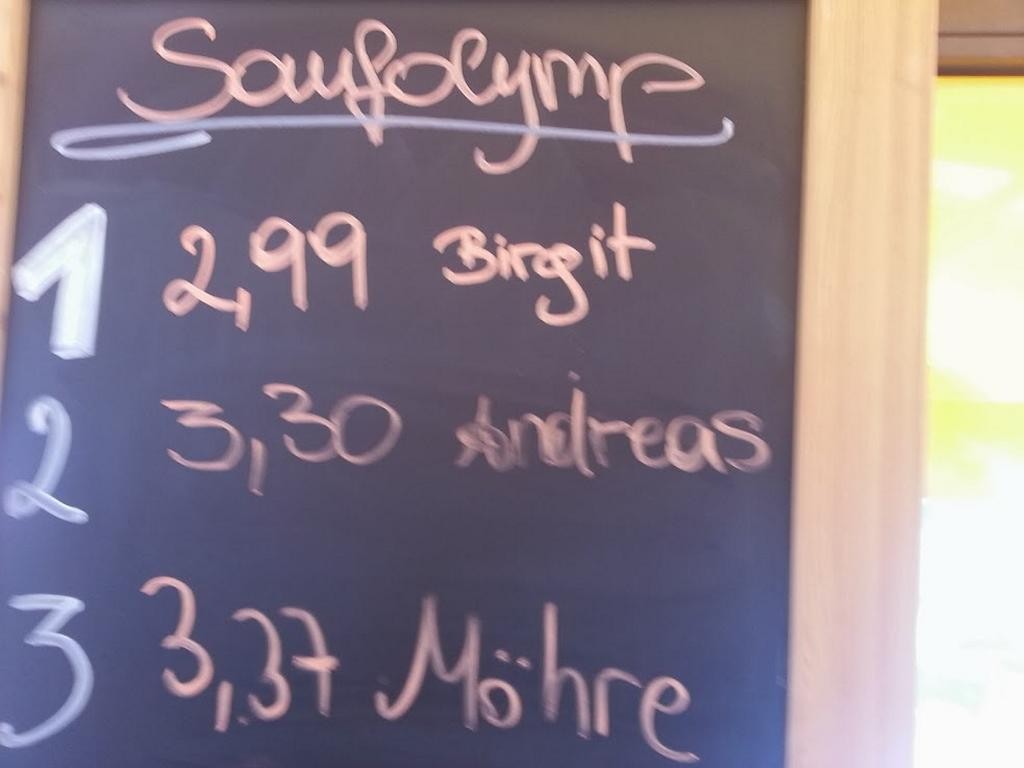 Saufolymp
1 2,99 Birgit
2 3,30 Andreas
3 3,37 Möhre